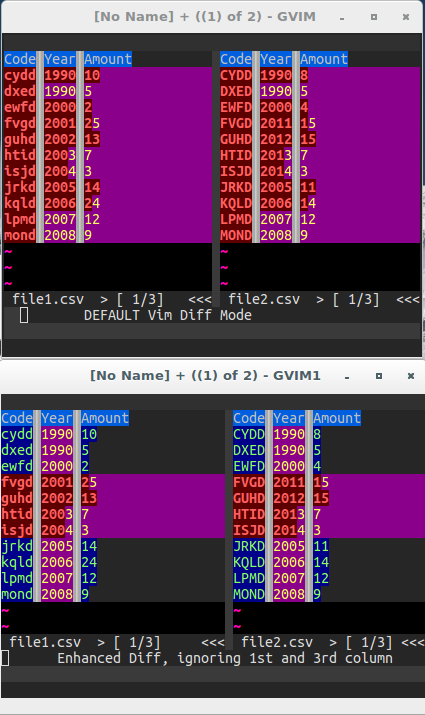 [No Name] + ((1) of 2) - GVIM
Code Year Amount Code Year Amount
cydd 1990 10 CYDD 1990 8
dxed 1990 5 DXED 1990 5
ewfd 2000 2 EWFD 2000 4
fvgd 2001 25 FVGD 2011 15
guhd 2002 13 GUHD 2012 15
htid 2003 7 HTID 2013 7
isjd 2004 3 ISJD 2014 3
jrkd 2005 14 JRKD 2005 11
kqld 2006 24 KQLD 2006 14
lpmd 2007 12 LPMD 2007 12
mond 2008 9 MOND 2008 9
~ ~
~ ~
~ ~
file1.csv > [ 1/3] <<< file2.csv > [ 1/3] <<<
DEFAULT Vim Diff Mode
[No Name] + ((1) of 2) - GVIM1
Code Year Amount Code Year Amount
cydd 1990 10 CYDD 1990 8
dxed 1990 5 DXED 1990 5
ewfd 2000 2 EWFD 2000 4
fvgd 2001 25 FVGD 2011 15
guhd 2002 13 GUHD 2012 15
htid 2003 7 HTID 2013 7
isjd 2004 3 ISJD 2014 3
jrkd 2005 14 JRKD 2005 11
kqld 2006 24 KQLD 2006 14
lpmd 2007 12 LPMD 2007 12
mond 2008 9 MOND 2008 9
~ ~
~ ~
file1.csv > [ 1/3] <<< file2.csv > [ 1/3] <<<
Enhanced Diff, ignoring 1st and 3rd column